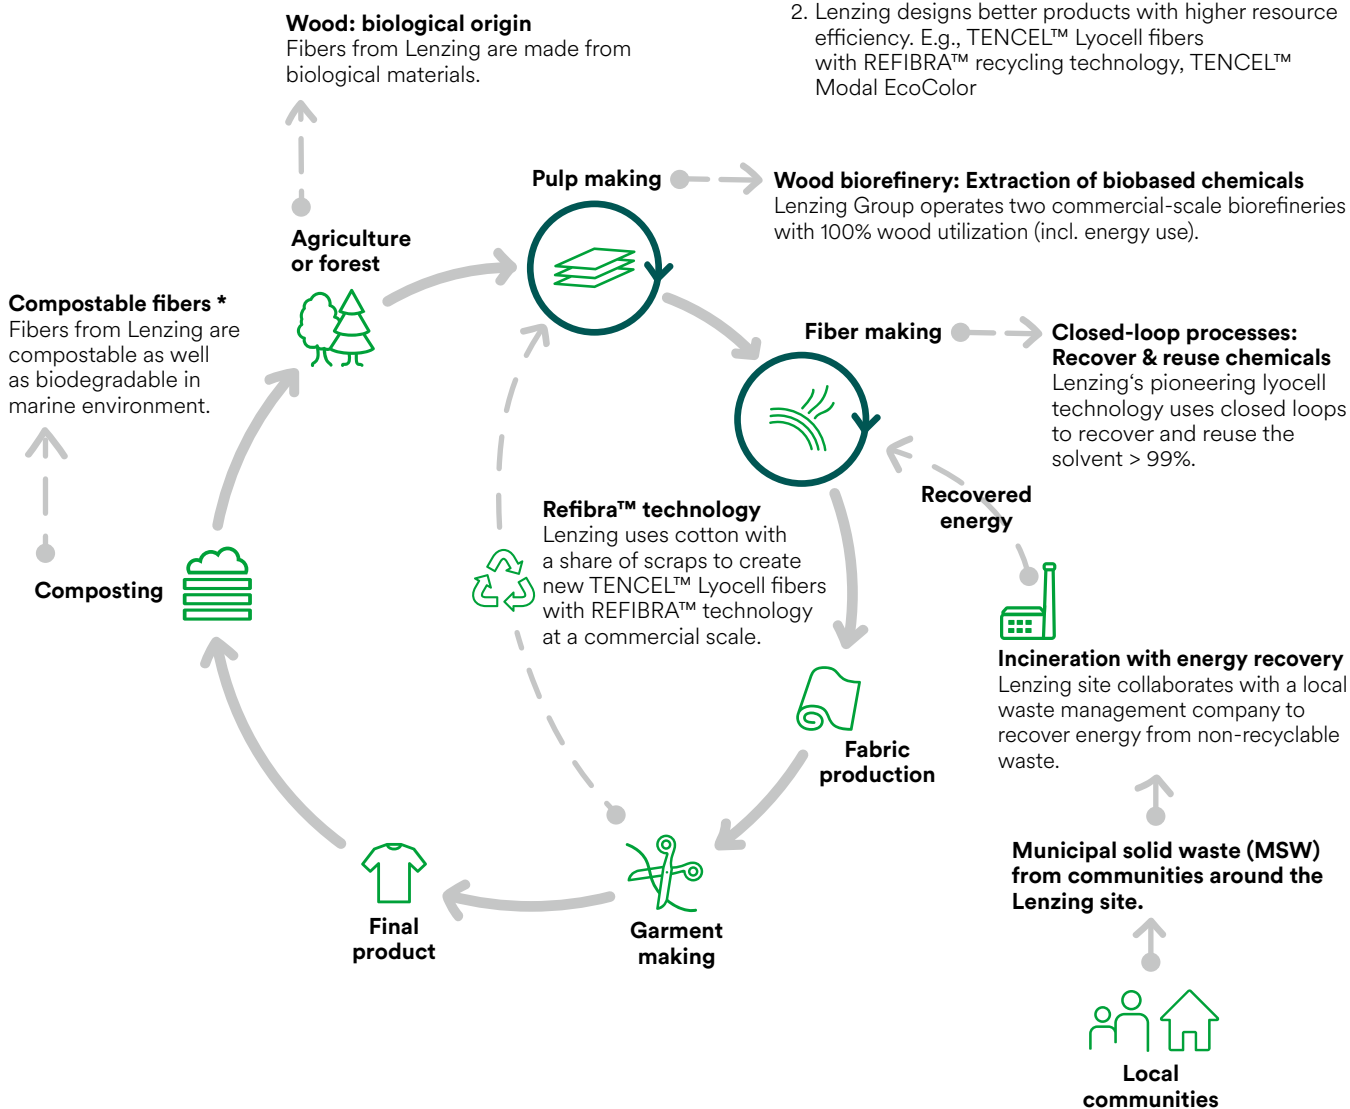 Wood: biological origin
Fibers from Lenzing are made from
biological materials.
2. Lenzing designs better products with higher resource
efficiency. E.g., TENCEL™ Lyocell fibers
with REFIBRA™ recycling technology, TENCEL™
Modal EcoColor
Pulp making
Wood biorefinery: Extraction of biobased chemicals
Lenzing Group operates two commercial-scale biorefineries
with 100% wood utilization (incl. energy use).
Agriculture
or forest
Compostable fibers *
Fibers from Lenzing are
compostable as well
as biodegradable in
marine environment.
Fiber making
Closed-loop processes:
Recover & reuse chemicals
Lenzing‘s pioneering lyocell
technology uses closed loops
to recover and reuse the
solvent > 99%.
Recovered
energy
Refibra™ technology
Lenzing uses cotton with
a share of scraps to create
new TENCEL™ Lyocell fibers
with REFIBRA™ technology
at a commercial scale.
Composting
Incineration with energy recovery
Lenzing site collaborates with a local
waste management company to
recover energy from non-recyclable
waste.
Fabric
production
Municipal solid waste (MSW)
from communities around the
Lenzing site.
Final
product
Garment
making
Local
communities